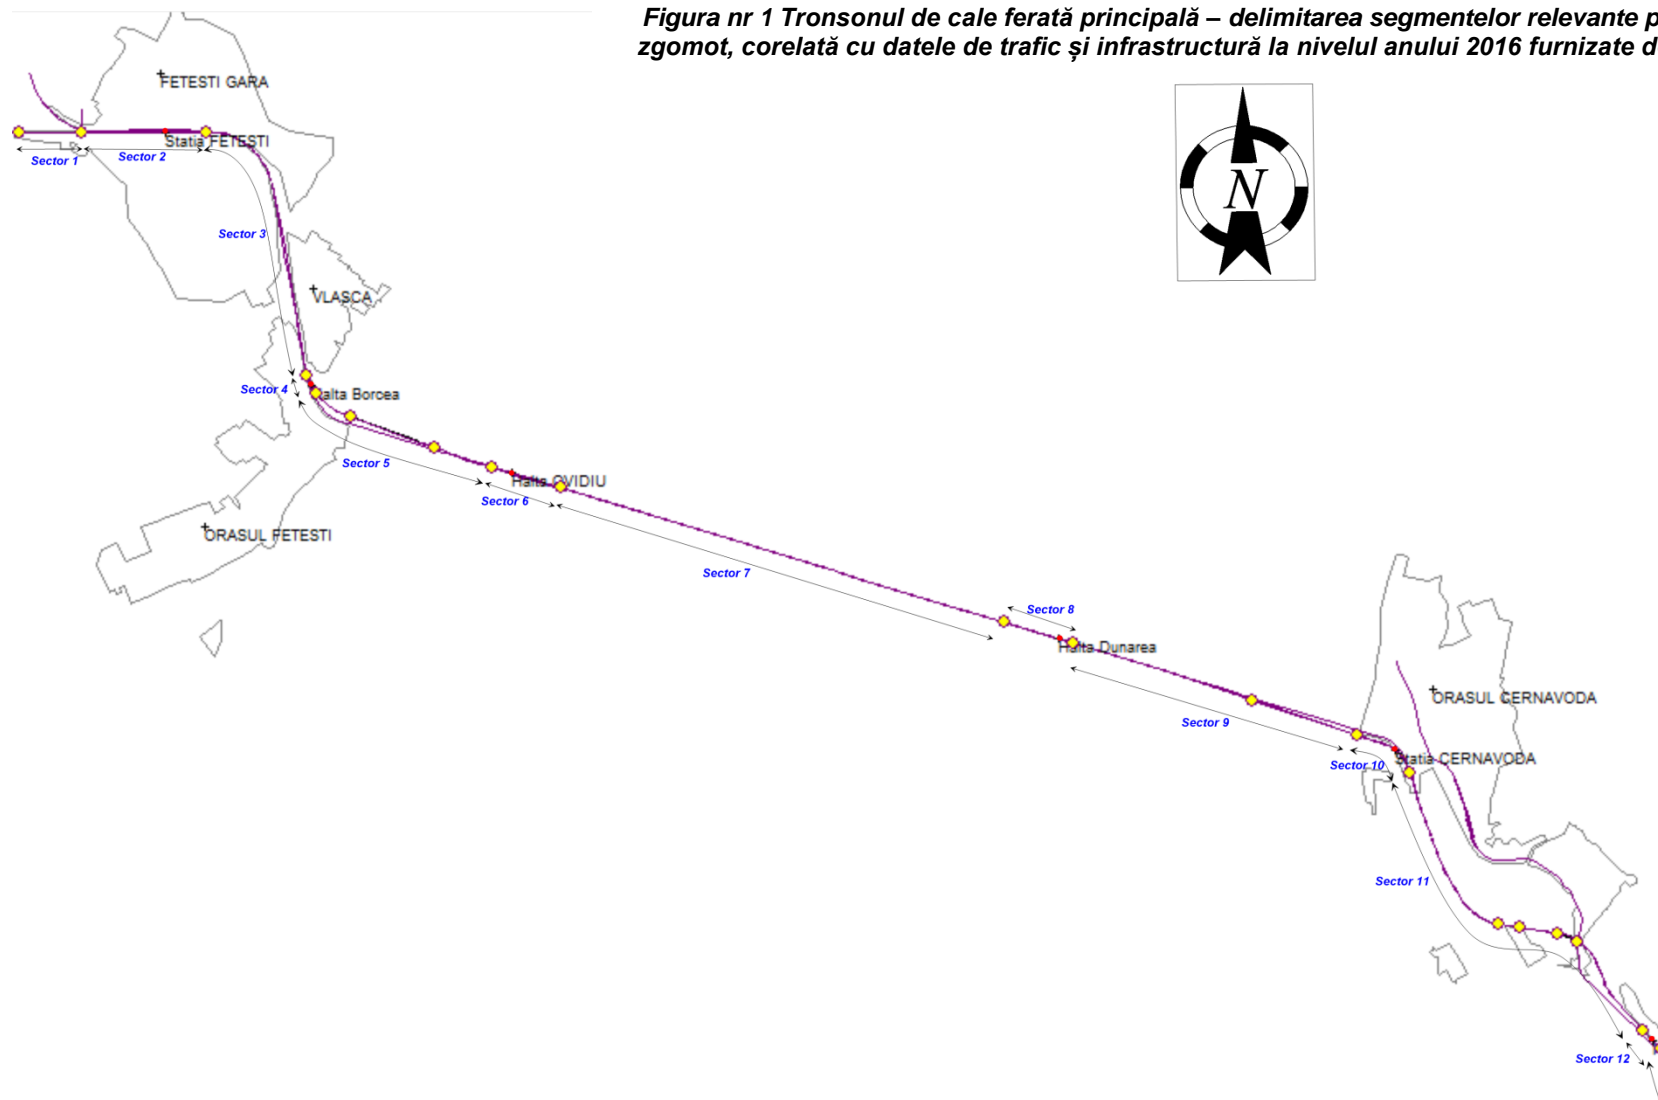 Figura nr 1 Tronsonul de cale ferată principală – delimitarea segmentelor relevante p
zgomot, corelată cu datele de trafic și infrastructură la nivelul anului 2016 furnizate d
FETESTI GARA
Statia FETESTI
Sector 1
Sector 2
Sector 3
N
VLASCA
Sector 4
alta Borcea
Sector 5
Halta OVIDIU
Sector 6
ORASUL FETESTI
Sector 7
Sector 8
Halta Dunarea
ORASUL CERNAVODA
Sector 9
Statia CERNAVODA
Sector 10
Sector 11
Sector 12